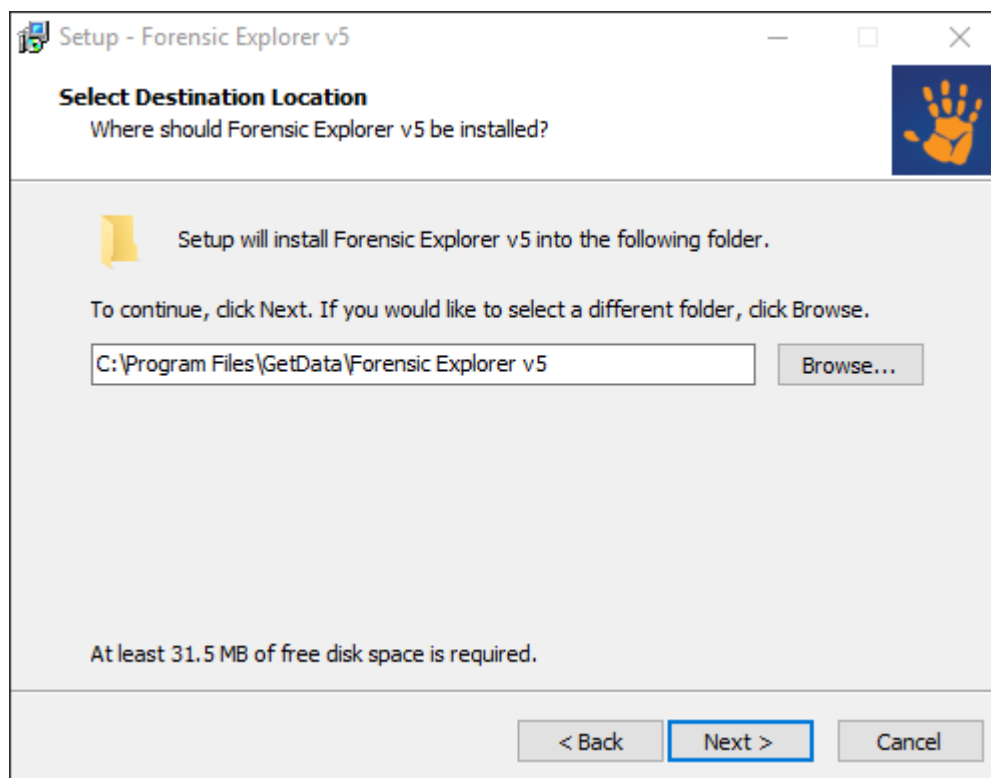 Setup - Forensic Explorer v5
Select Destination Location
Where should Forensic Explorer v5 be installed?
Setup will install Forensic Explorer v5 into the following folder.
To continue, click Next. If you would like to select a different folder, click Browse.
C:\Program Files\GetData\Forensic Explorer v5
Browse...
At least 31.5 MB of free disk space is required.
< Back
Next >
Cancel